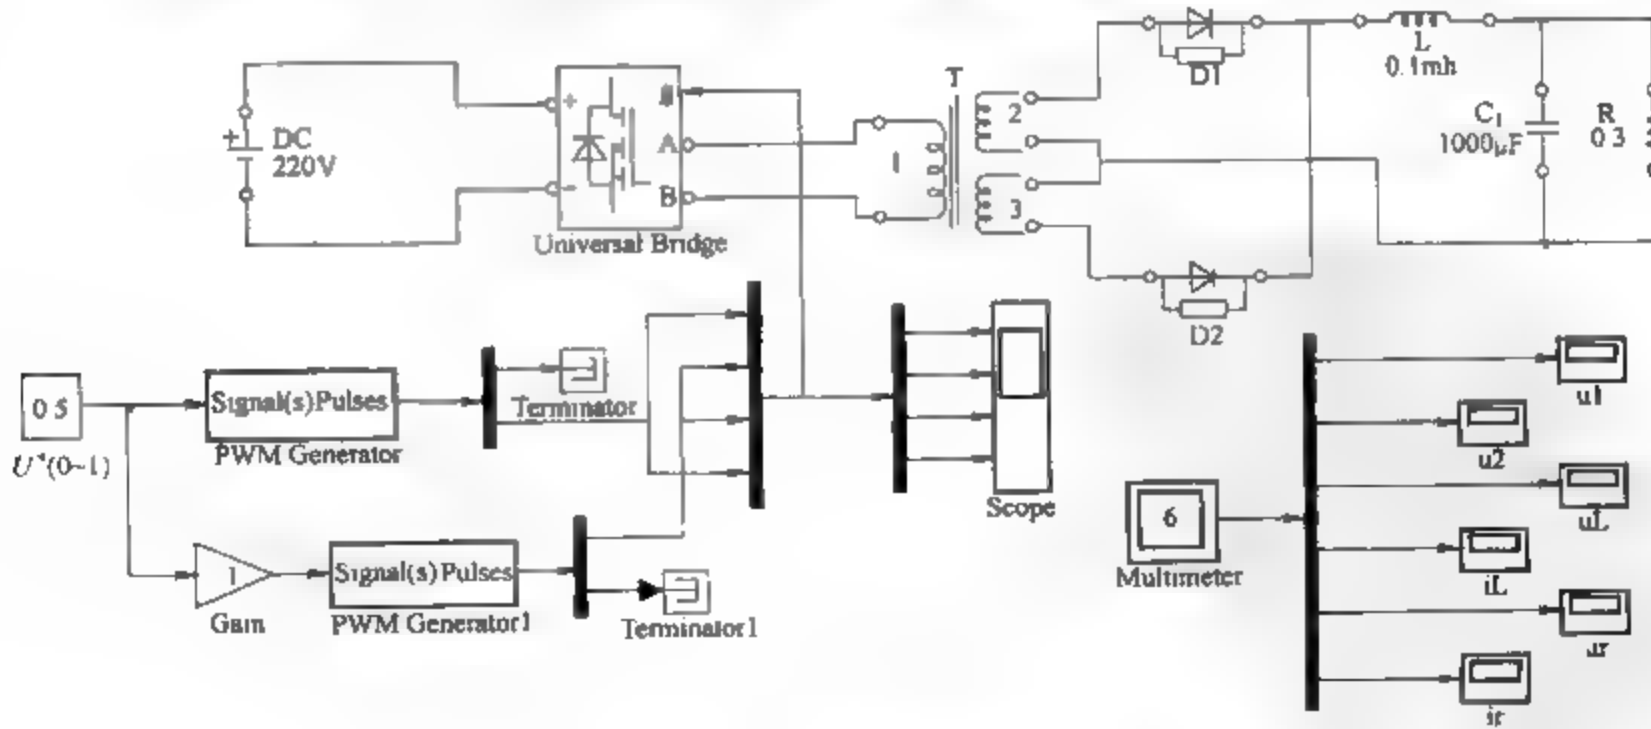 DC
220V
+
-
A
B
Universal Bridge
T
1
2
3
D1
D2
L
0.1mh
C₁
1000μF
R
0 3
0 5
U*(0~1)
Signal(s)Pulses
PWM Generator
Terminator
1
Gain
Signal(s)Pulses
PWM Generator1
Terminator1
Scope
6
Multimeter
u1
u2
uL
iL
ur
ir